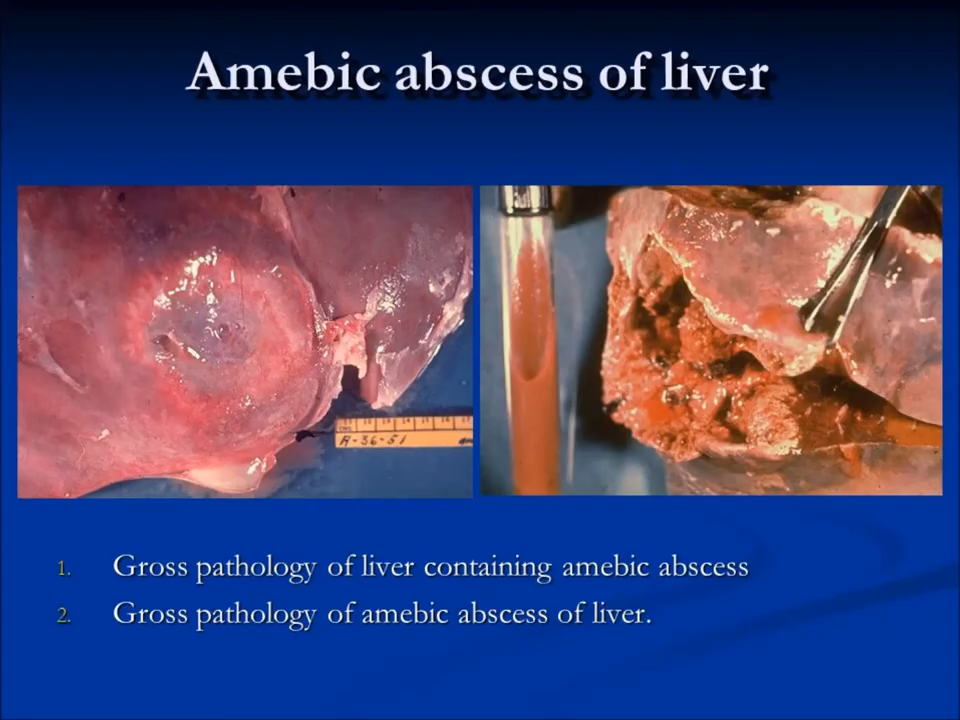 Amebic abscess of liver
A-36-51
1. Gross pathology of liver containing amebic abscess
2. Gross pathology of amebic abscess of liver.